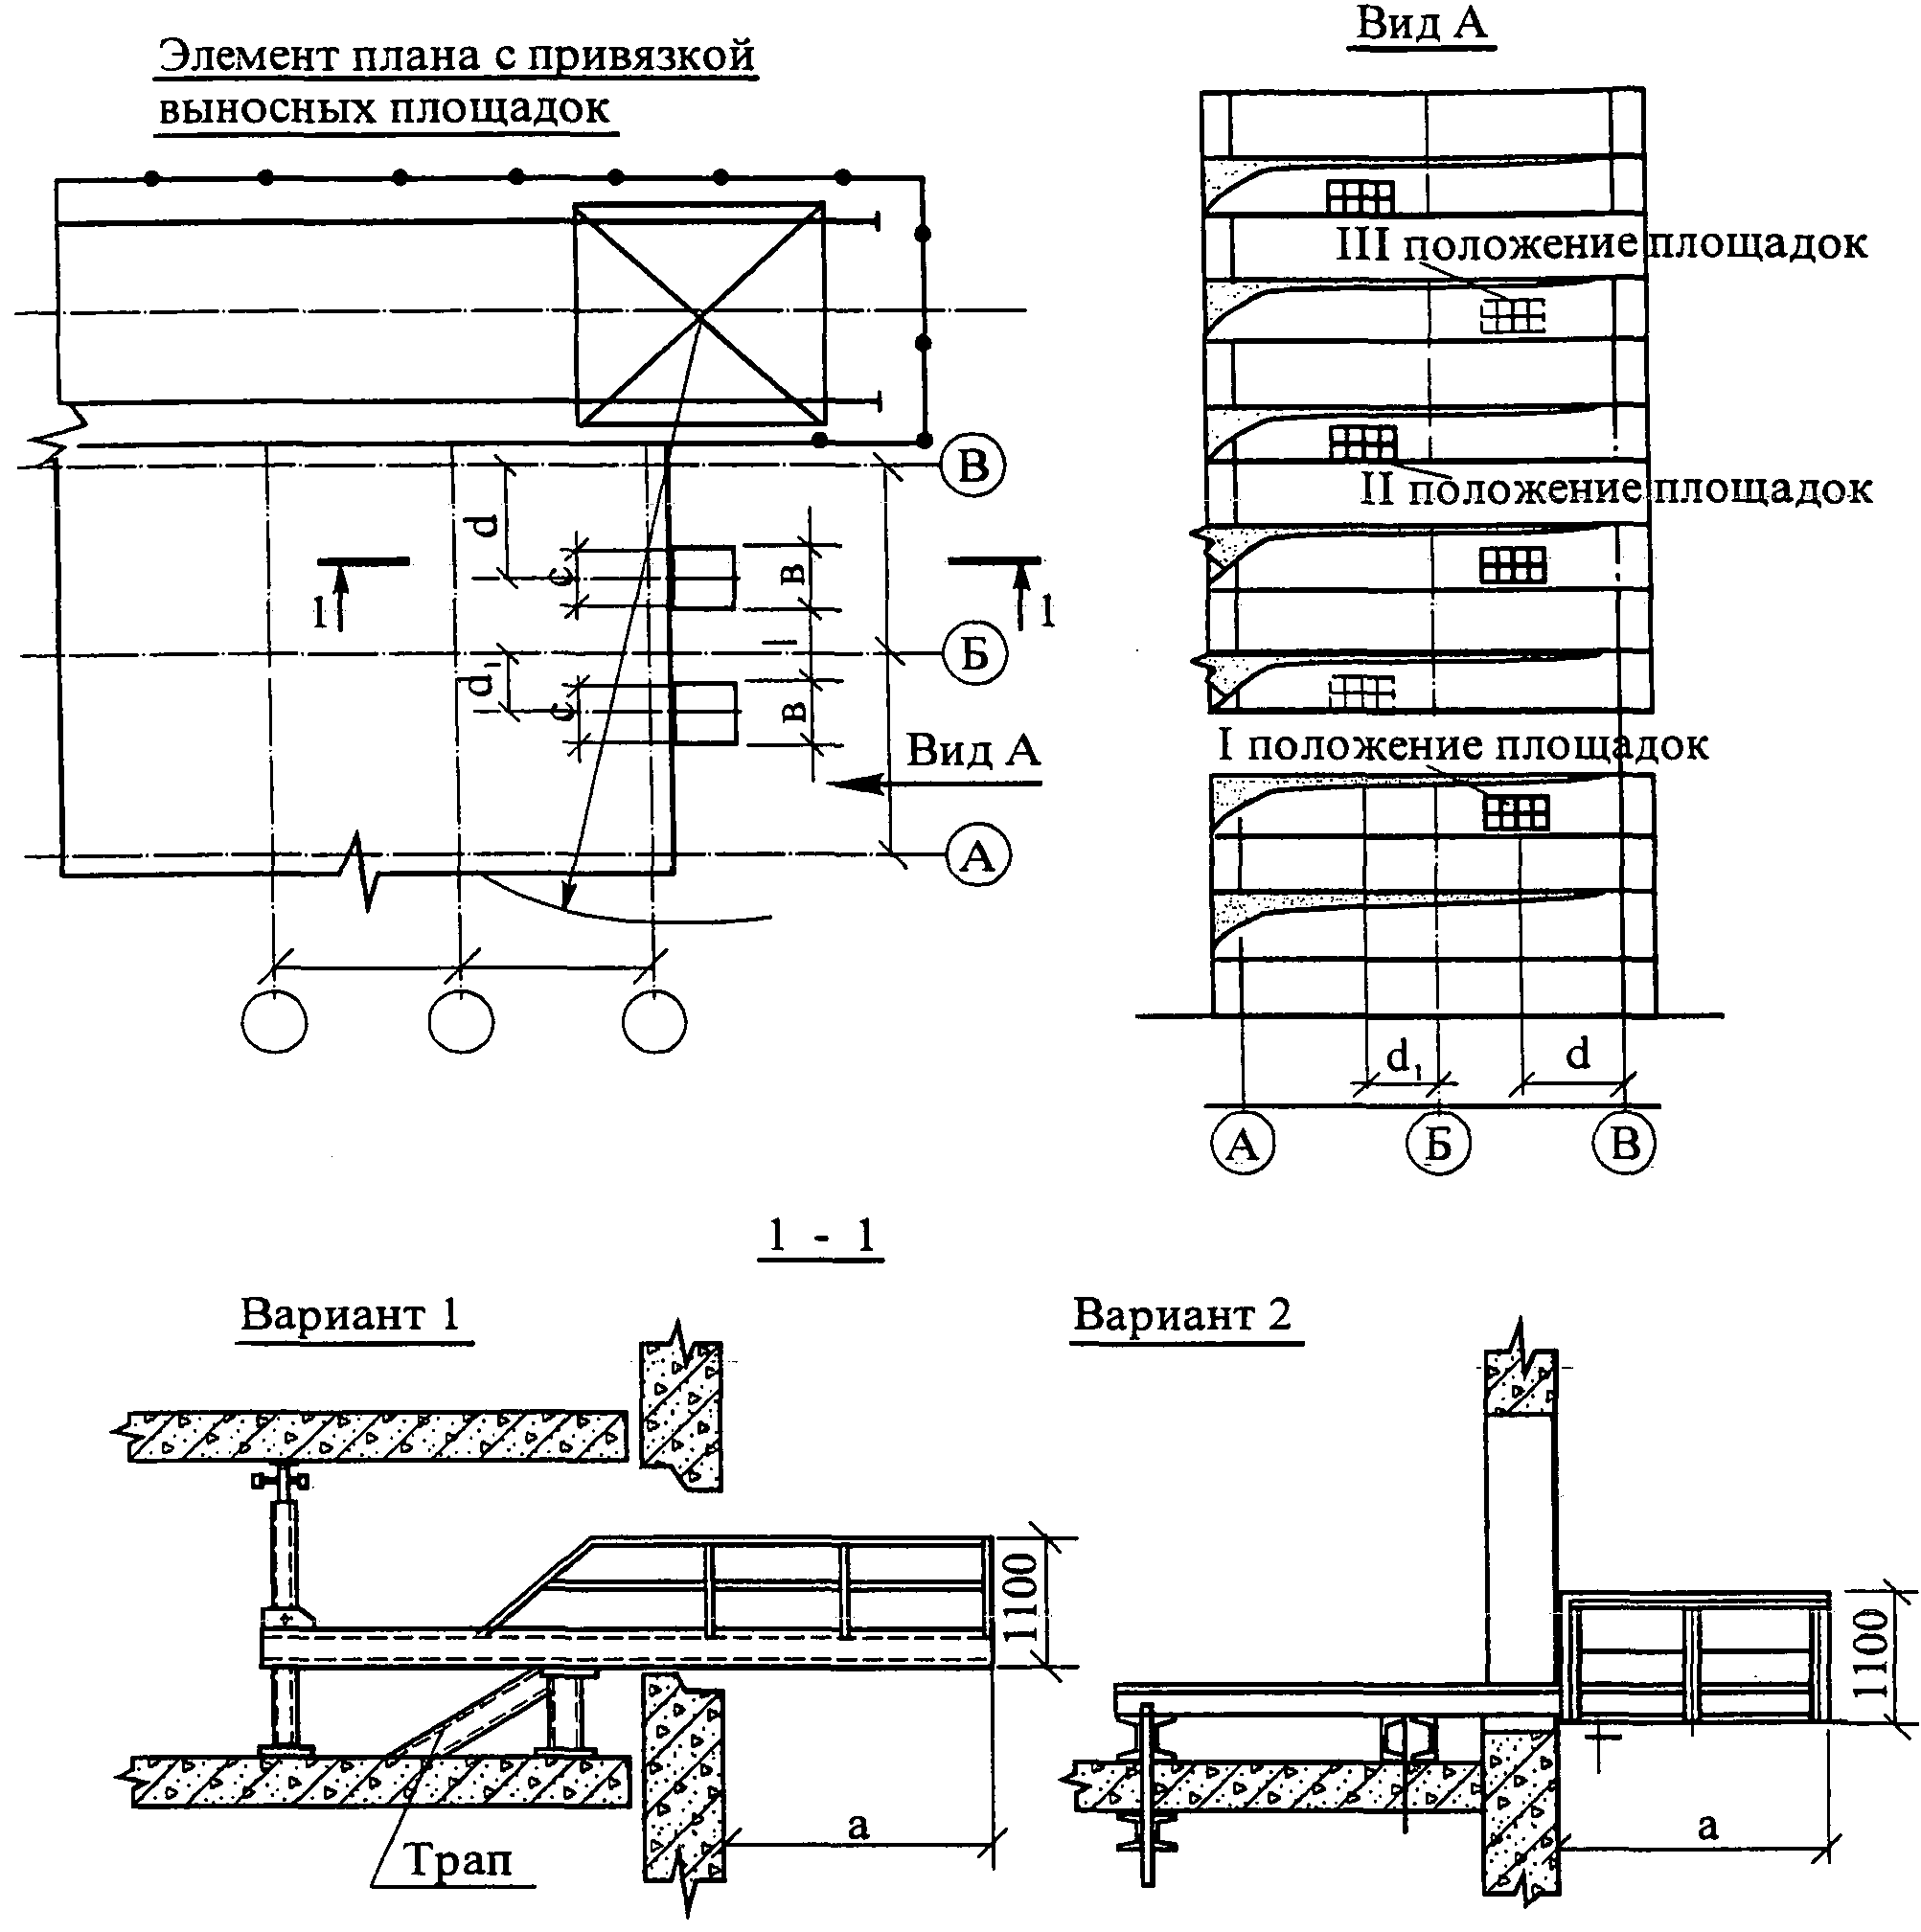 Элемент плана с привязкой
выносных площадок
В
d
с
в
1
1
l
Б
d₁
с
в
Вид А
А
Вид А
III положение площадок
II положение площадок
I положение площадок
d₁
d
А
Б
В
1 - 1
Вариант 1
1100
а
Трап
Вариант 2
1100
а